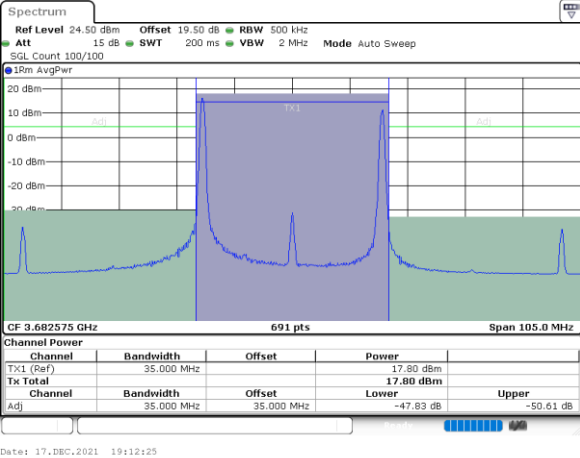 Spectrum
Ref Level 24.50 dBm Offset 19.50 dB RBW 500 kHz
Att 15 dB SWT 200 ms VBW 2 MHz Mode Auto Sweep
SGL Count 100/100
1Rm AvgPwr
20 dBm
TX1
10 dBm
Adj Adj
0 dBm
-10 dBm
-20 dBm
-30 dBm
CF 3.682575 GHz 691 pts Span 105.0 MHz
Channel Power
Channel Bandwidth Offset Power
TX1 (Ref) 35.000 MHz 17.80 dBm
Tx Total 17.80 dBm
Channel Bandwidth Offset Lower Upper
Adj 35.000 MHz 35.000 MHz -47.83 dB -50.61 dB
Ready
Date: 17.DEC.2021 19:12:25